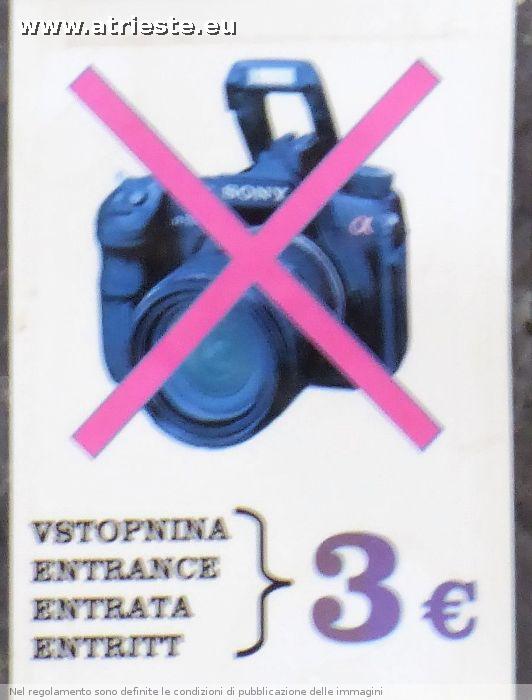 www.atrieste.eu
SONY
α
VSTOPNINA
ENTRANCE
ENTRATA
ENTRITT
3 €
Nel regolamento sono definite le condizioni di pubblicazione delle immagini